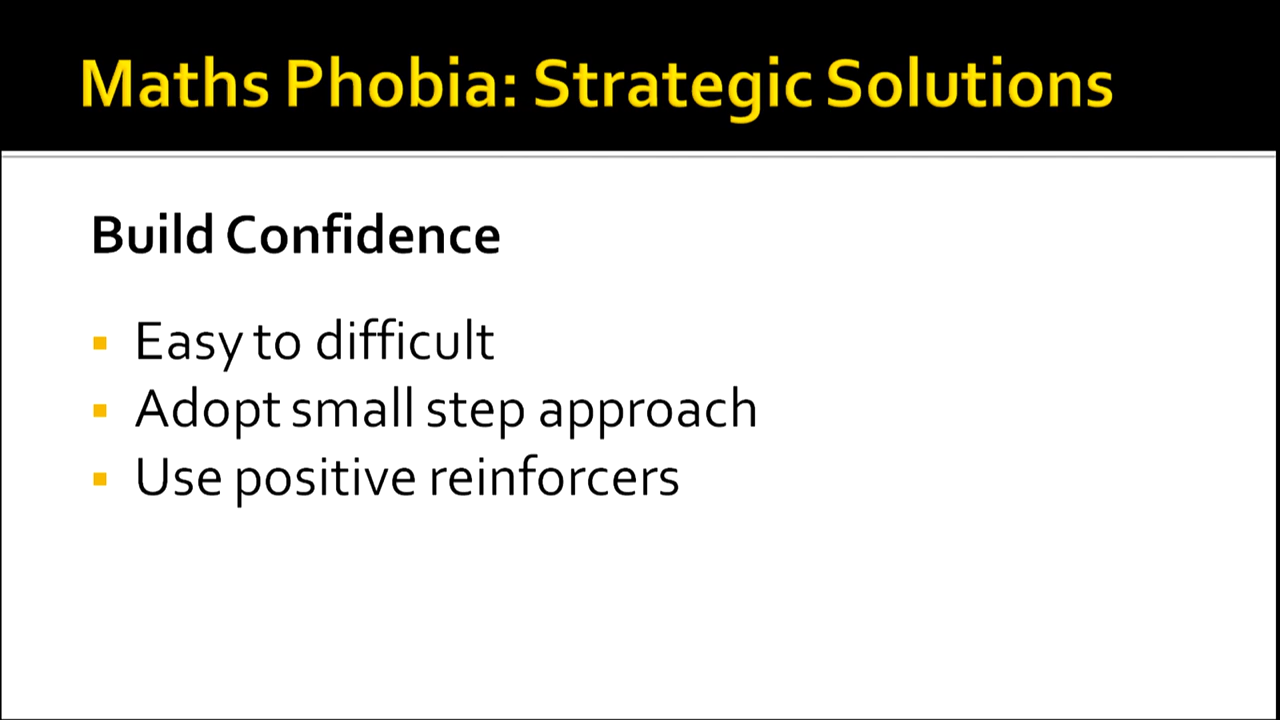 Maths Phobia: Strategic Solutions
Build Confidence
Easy to difficult
Adopt small step approach
Use positive reinforcers